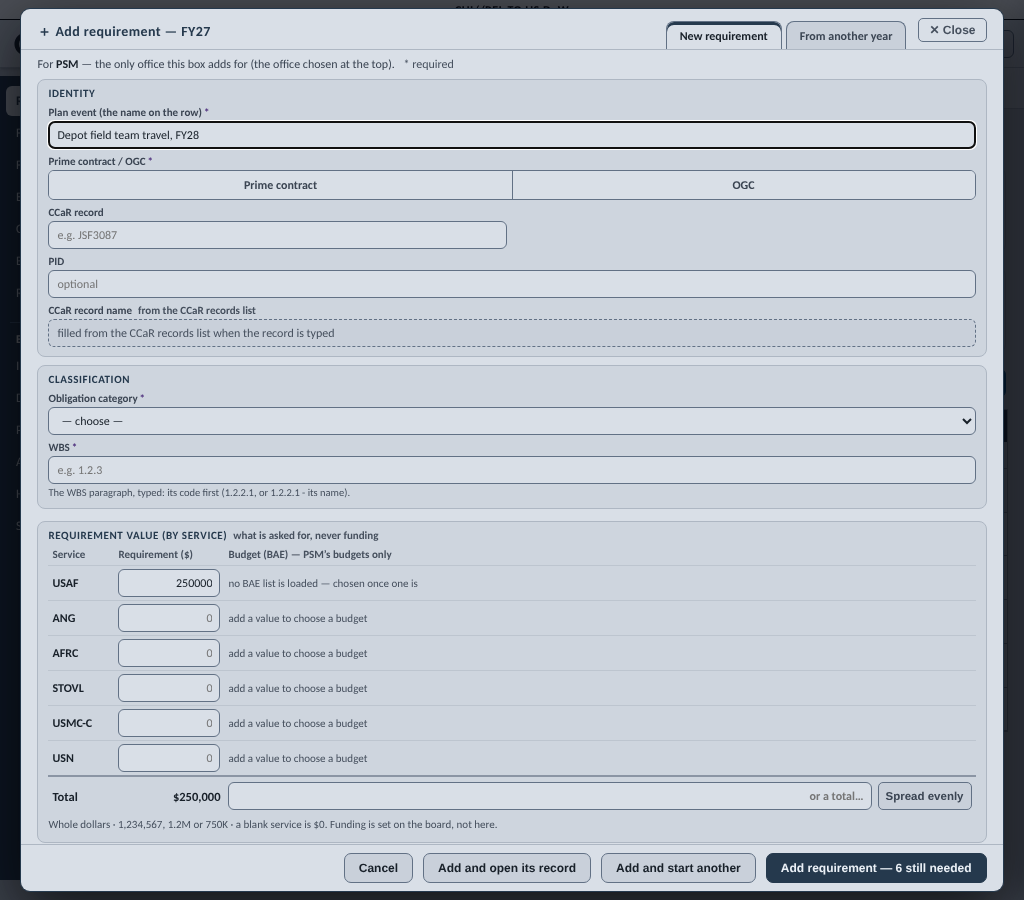 + Add requirement — FY27
New requirement
From another year
✕ Close
For PSM — the only office this box adds for (the office chosen at the top). * required
IDENTITY
Plan event (the name on the row) *
Depot field team travel, FY28
Prime contract / OGC *
Prime contract
OGC
CCaR record
e.g. JSF3087
PID
optional
CCaR record name from the CCaR records list
filled from the CCaR records list when the record is typed
CLASSIFICATION
Obligation category *
— choose —
WBS *
e.g. 1.2.3
The WBS paragraph, typed: its code first (1.2.2.1, or 1.2.2.1 - its name).
REQUIREMENT VALUE (BY SERVICE) what is asked for, never funding
Service Requirement ($) Budget (BAE) — PSM's budgets only
USAF 250000 no BAE list is loaded — chosen once one is
ANG 0 add a value to choose a budget
AFRC 0 add a value to choose a budget
STOVL 0 add a value to choose a budget
USMC-C 0 add a value to choose a budget
USN 0 add a value to choose a budget
Total $250,000 or a total... Spread evenly
Whole dollars · 1,234,567, 1.2M or 750K · a blank service is $0. Funding is set on the board, not here.
Cancel
Add and open its record
Add and start another
Add requirement — 6 still needed